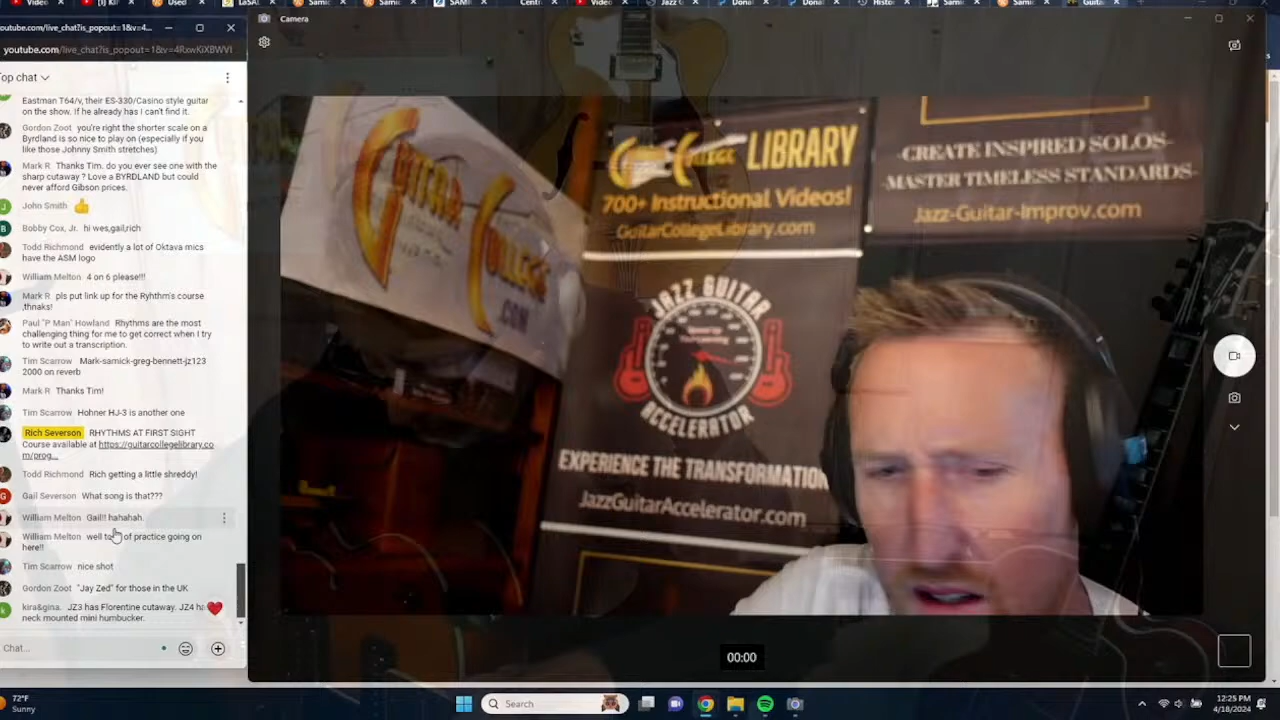 Camera
youtube.com/live_chat?is_popout=1&v=4...
youtube.com/live_chat?is_popout=1&v=4RxwKiXBWVI
Top chat
Eastman T64/v, their ES-330/Casino style guitar
on the show. If he already has I can't find it.
Gordon Zoot you're right the shorter scale on a
Byrdland is so nice to play on (especially if you
like those Johnny Smith stretches)
Mark R Thanks Tim. do you ever see one with the
sharp cutaway ? Love a BYRDLAND but could
never afford Gibson prices.
John Smith
Bobby Cox, Jr. hi wes,gail,rich
Todd Richmond evidently a lot of Oktava mics
have the ASM logo
William Melton 4 on 6 please!!!
Mark R pls put link up for the Ryhthm's course
,thnaks!
Paul "P Man" Howland Rhythms are the most
challenging thing for me to get correct when I try
to write out a transcription.
Tim Scarrow Mark-samick-greg-bennett-jz123
2000 on reverb
Mark R Thanks Tim!
Tim Scarrow Hohner HJ-3 is another one
Rich Severson RHYTHMS AT FIRST SIGHT
Course available at https://guitarcollegelibrary.co
m/prog...
Todd Richmond Rich getting a little shreddy!
Gail Severson What song is that???
William Melton Gail!! hahahah.
William Melton well of practice going on
here!!
Tim Scarrow nice shot
Gordon Zoot "Jay Zed" for those in the UK
kira&gina. JZ3 has Florentine cutaway. JZ4
neck mounted mini humbucker.
Chat...
GUITAR COLLEGE
.COM
Guitar College LIBRARY
700+ Instructional Videos!
GuitarCollegeLibrary.com
JAZZ GUITAR
ACCELERATOR
EXPERIENCE THE TRANSFORMATION
JazzGuitarAccelerator.com
-CREATE INSPIRED SOLOS-
-MASTER TIMELESS STANDARDS-
Jazz-Guitar-Improv.com
00:00
72°F
Sunny
Search
12:25 PM
4/18/2024